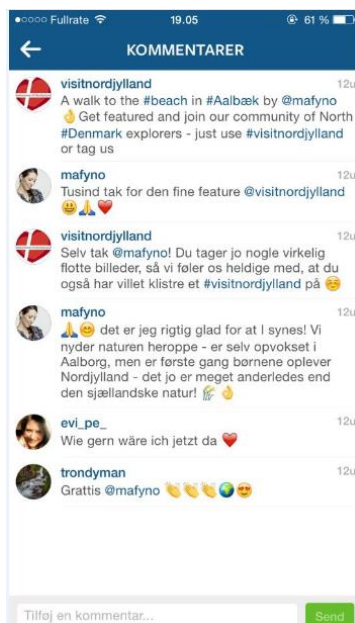 Fullrate 19.05 61 %
KOMMENTARER
visitnordjylland 12u
A walk to the #beach in #Aalbæk by @mafyno
👌 Get featured and join our community of North
#Denmark explorers - just use #visitnordjylland
or tag us
mafyno 12u
Tusind tak for den fine feature @visitnordjylland
😃🙏❤️
visitnordjylland 12u
Selv tak @mafyno! Du tager jo nogle virkelig
flotte billeder, så vi føler os heldige med, at du
også har villet klistre et #visitnordjylland på ☺️
mafyno 12u
🙏😊 det er jeg rigtig glad for at I synes! Vi
nyder naturen heroppe - er selv opvokset i
Aalborg, men er første gang børnene oplever
Nordjylland - det jo er meget anderledes end
den sjællandske natur! 🌾👌
evi_pe_ 12u
Wie gern wäre ich jetzt da ❤️
trondyman 12u
Grattis @mafyno 👏👏👏🌍😍
Tilføj en kommentar... Send